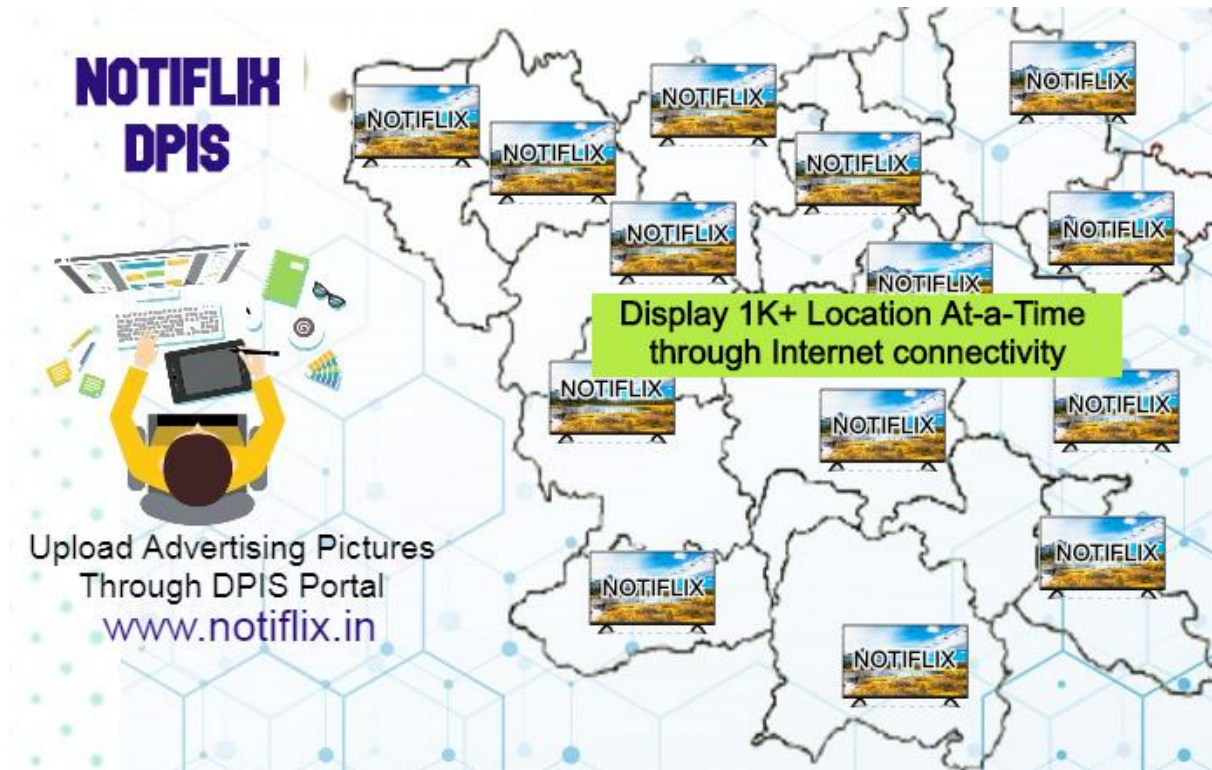 NOTIFLIX
DPIS
NOTIFLIX
NOTIFLIX
NOTIFLIX
NOTIFLIX
NOTIFLIX
NOTIFLIX
NOTIFLIX
NOTIFLIX
Display 1K+ Location At-a-Time
through Internet connectivity
NOTIFLIX
NOTIFLIX
NOTIFLIX
NOTIFLIX
NOTIFLIX
NOTIFLIX
Upload Advertising Pictures
Through DPIS Portal
www.notiflix.in